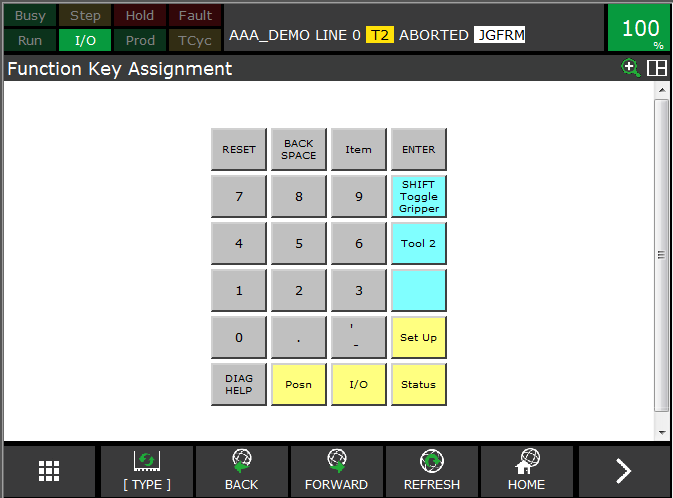 Busy Step Hold Fault
Run I/O Prod TCyc
AAA_DEMO LINE 0 T2 ABORTED JGFRM
100
%
Function Key Assignment
RESET
BACK
SPACE
Item
ENTER
7
8
9
SHIFT
Toggle
Gripper
4
5
6
Tool 2
1
2
3
0
.
'
-
Set Up
DIAG
HELP
Posn
I/O
Status
[ TYPE ]
BACK
FORWARD
REFRESH
HOME